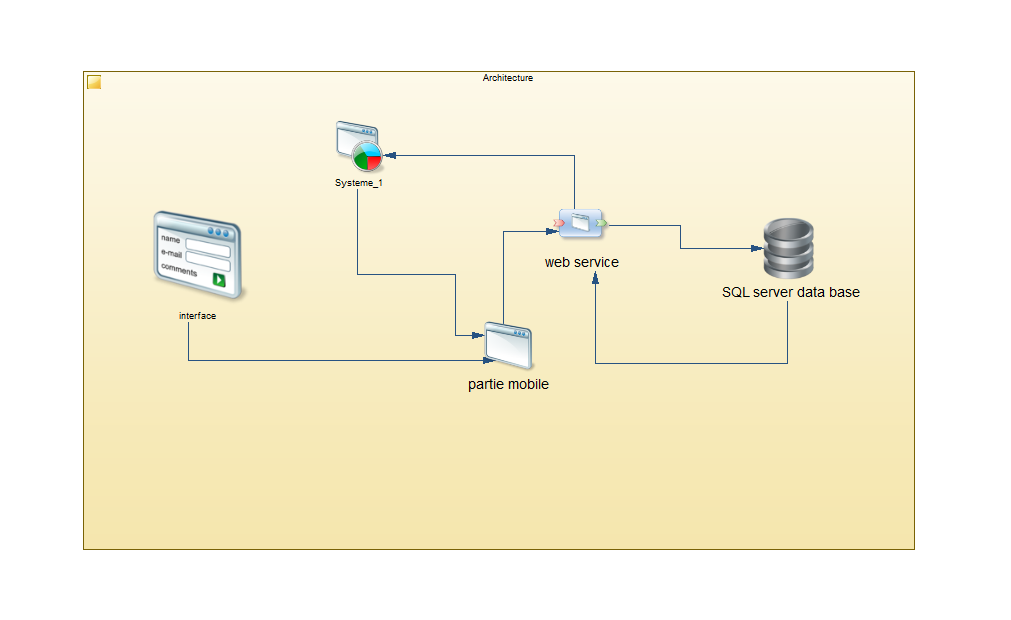 Architecture
Systeme_1
name
e-mail
comments
web service
SQL server data base
interface
partie mobile